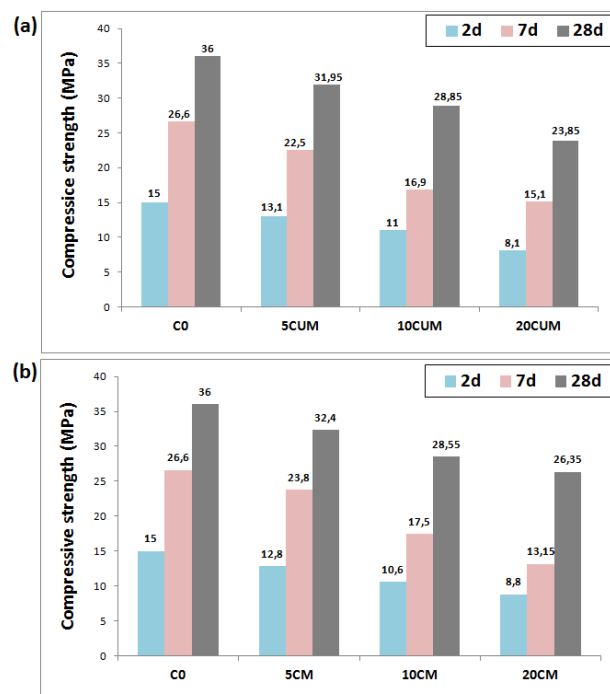 (a)
2d 7d 28d
Compressice strength (MPa)
40
35
30
25
20
15
10
5
0
15 26,6 36
13,1 22,5 31,95
11 16,9 28,85
8,1 15,1 23,85
C0 5CUM 10CUM 20CUM
(b)
2d 7d 28d
Compressive strength (MPa)
40
35
30
25
20
15
10
5
0
15 26,6 36
12,8 23,8 32,4
10,6 17,5 28,55
8,8 13,15 26,35
C0 5CM 10CM 20CM